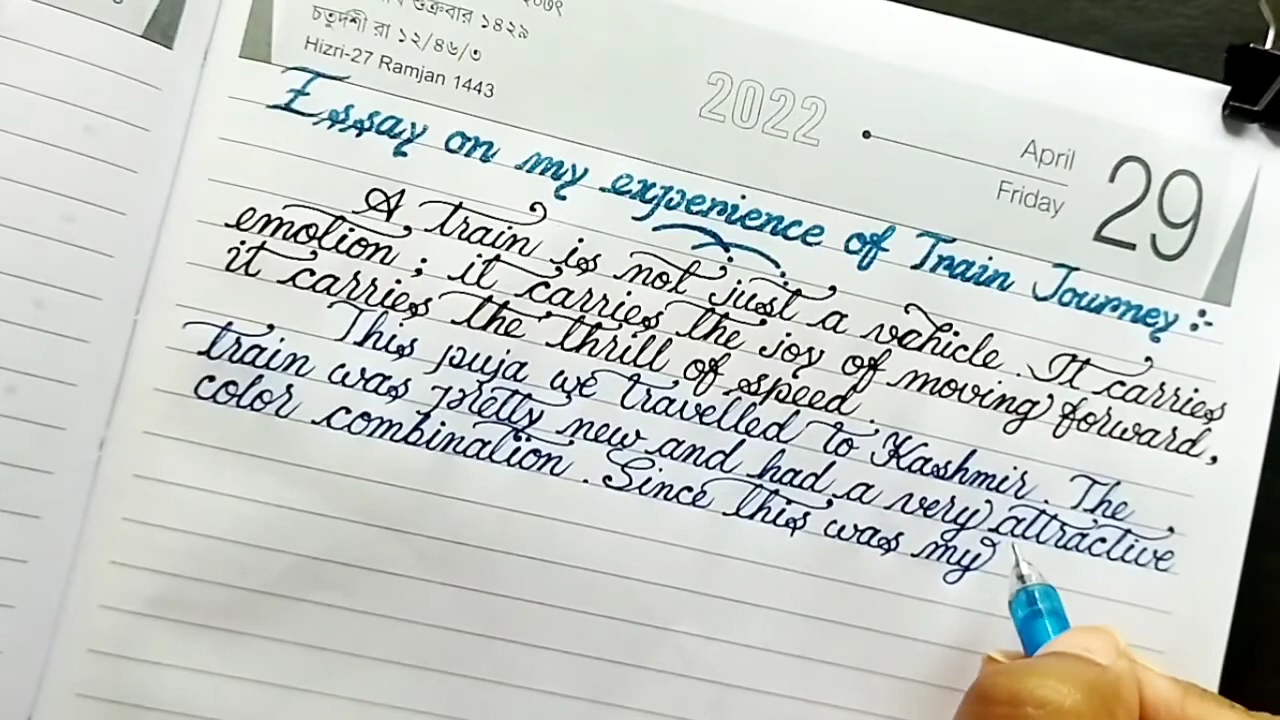 শুক্রবার ১৪২৯
চতুর্দশী রা ১২/৪৬/৩
Hizri-27 Ramjan 1443
2022
April
Friday
29
Essay on my experience of Train Journey :-
A train is not just a vehicle. It carries
emotion ; it carries the joy of moving forward,
it carries the thrill of speed.
This puja we travelled to Kashmir. The
train was pretty new and had a very attractive
color combination. Since this was my